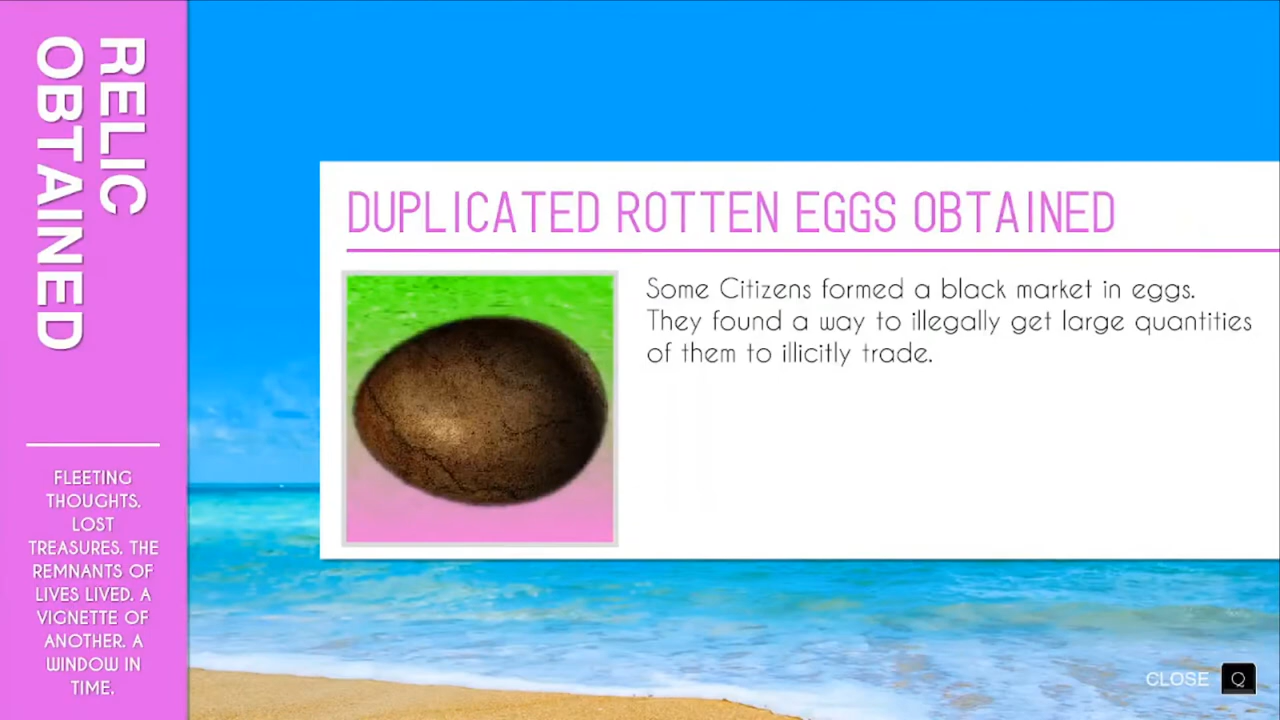 RELIC
OBTAINED
FLEETING
THOUGHTS.
LOST
TREASURES. THE
REMNANTS OF
LIVES LIVED. A
VIGNETTE OF
ANOTHER. A
WINDOW IN
TIME.
DUPLICATED ROTTEN EGGS OBTAINED
Some Citizens formed a black market in eggs.
They found a way to illegally get large quantities
of them to illicitly trade.
CLOSE Q